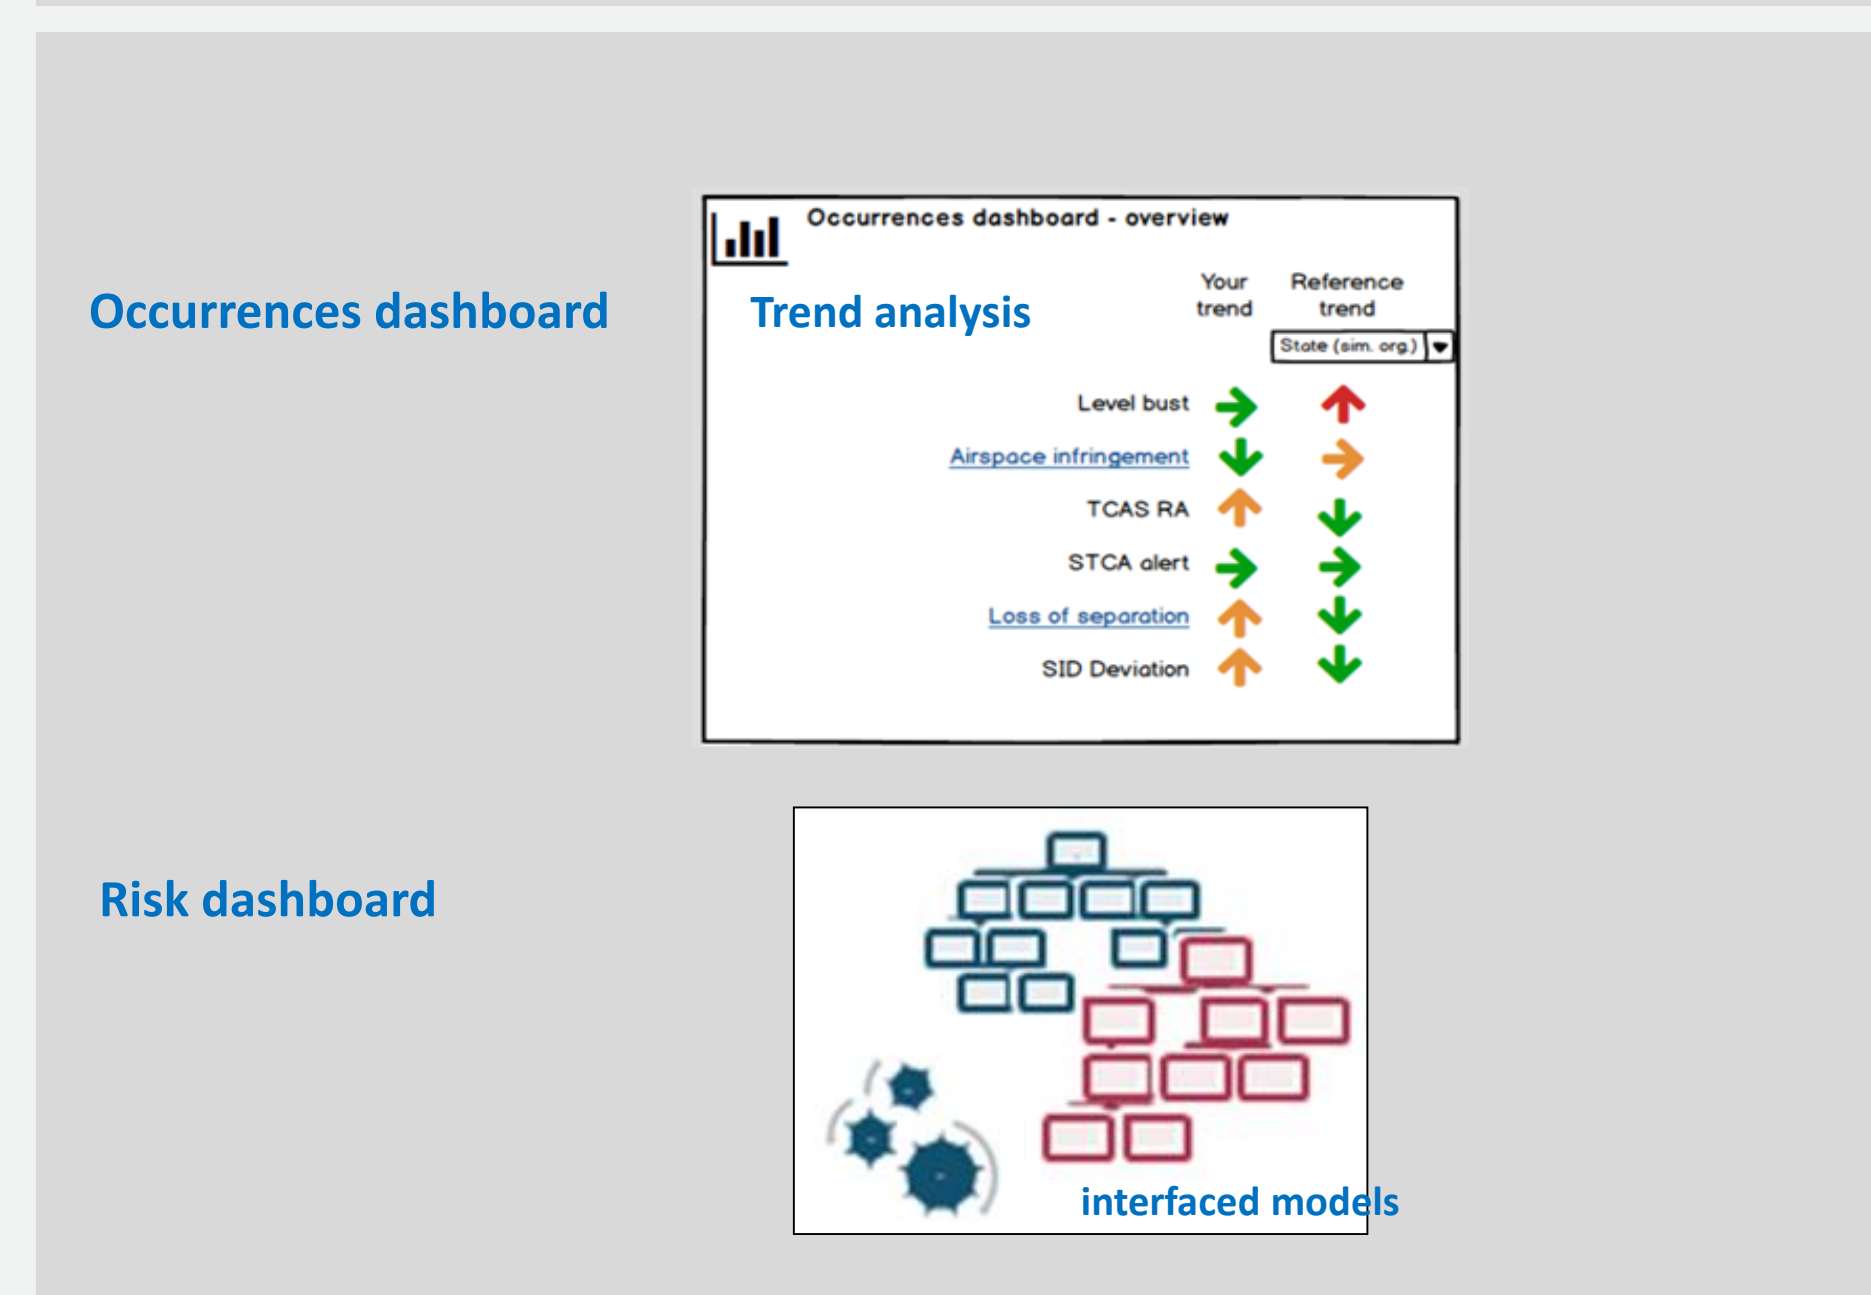 Occurrences dashboard - overview
Your
trend
Reference
trend
Occurrences dashboard
Trend analysis
State (sim. org.)
Level bust
Airspace infringement
TCAS RA
STCA alert
Loss of separation
SID Deviation
Risk dashboard
interfaced models